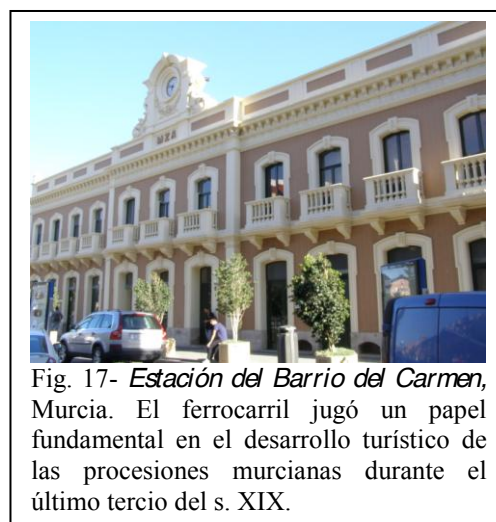 MZA
Fig. 17- Estación del Barrio del Carmen,
Murcia. El ferrocarril jugó un papel
fundamental en el desarrollo turístico de
las procesiones murcianas durante el
último tercio del s. XIX.